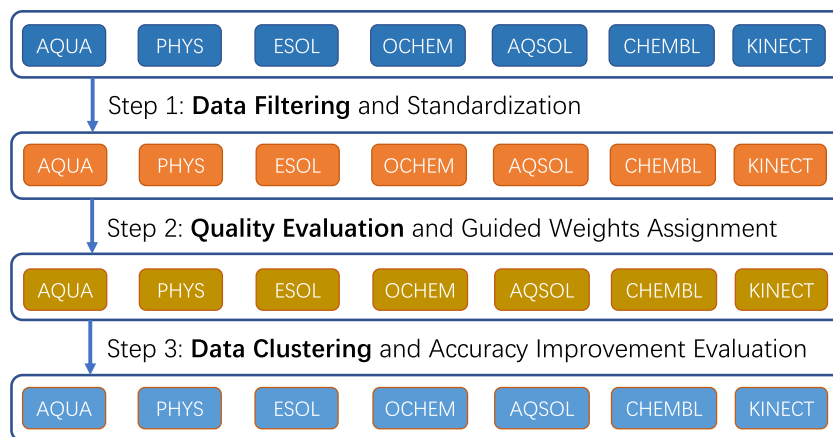 AQUA PHYS ESOL OCHEM AQSOL CHEMBL KINECT
Step 1: Data Filtering and Standardization
AQUA PHYS ESOL OCHEM AQSOL CHEMBL KINECT
Step 2: Quality Evaluation and Guided Weights Assignment
AQUA PHYS ESOL OCHEM AQSOL CHEMBL KINECT
Step 3: Data Clustering and Accuracy Improvement Evaluation
AQUA PHYS ESOL OCHEM AQSOL CHEMBL KINECT